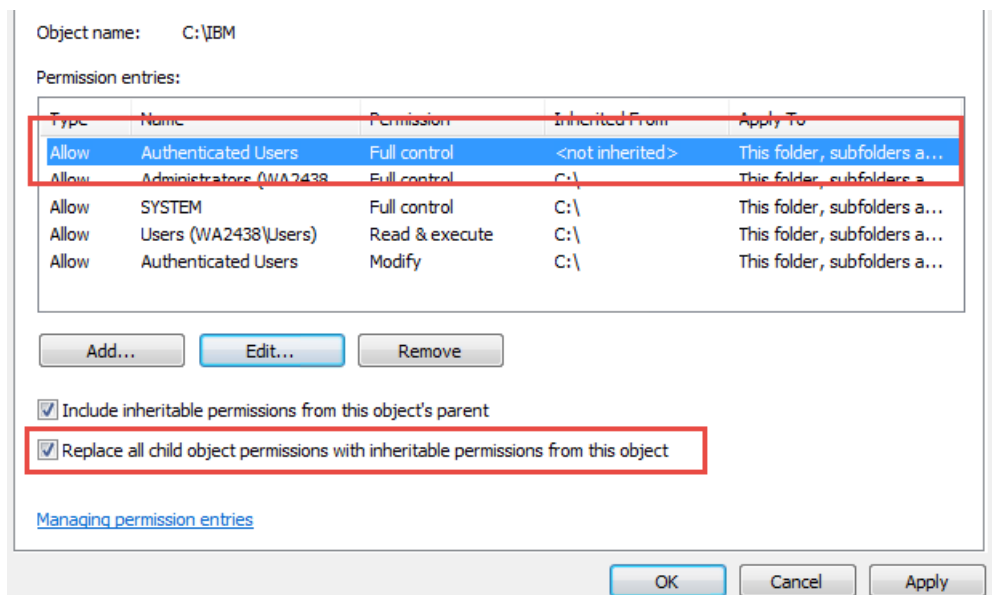 Object name: C:\IBM
Permission entries:
Type Name Permission Inherited From Apply To
Allow Authenticated Users Full control <not inherited> This folder, subfolders a...
Allow Administrators (WA2438 Full control C:\ This folder, subfolders a
Allow SYSTEM Full control C:\ This folder, subfolders a...
Allow Users (WA2438\Users) Read & execute C:\ This folder, subfolders a...
Allow Authenticated Users Modify C:\ This folder, subfolders a...
Add... Edit... Remove
Include inheritable permissions from this object's parent
Replace all child object permissions with inheritable permissions from this object
Managing permission entries
OK Cancel Apply